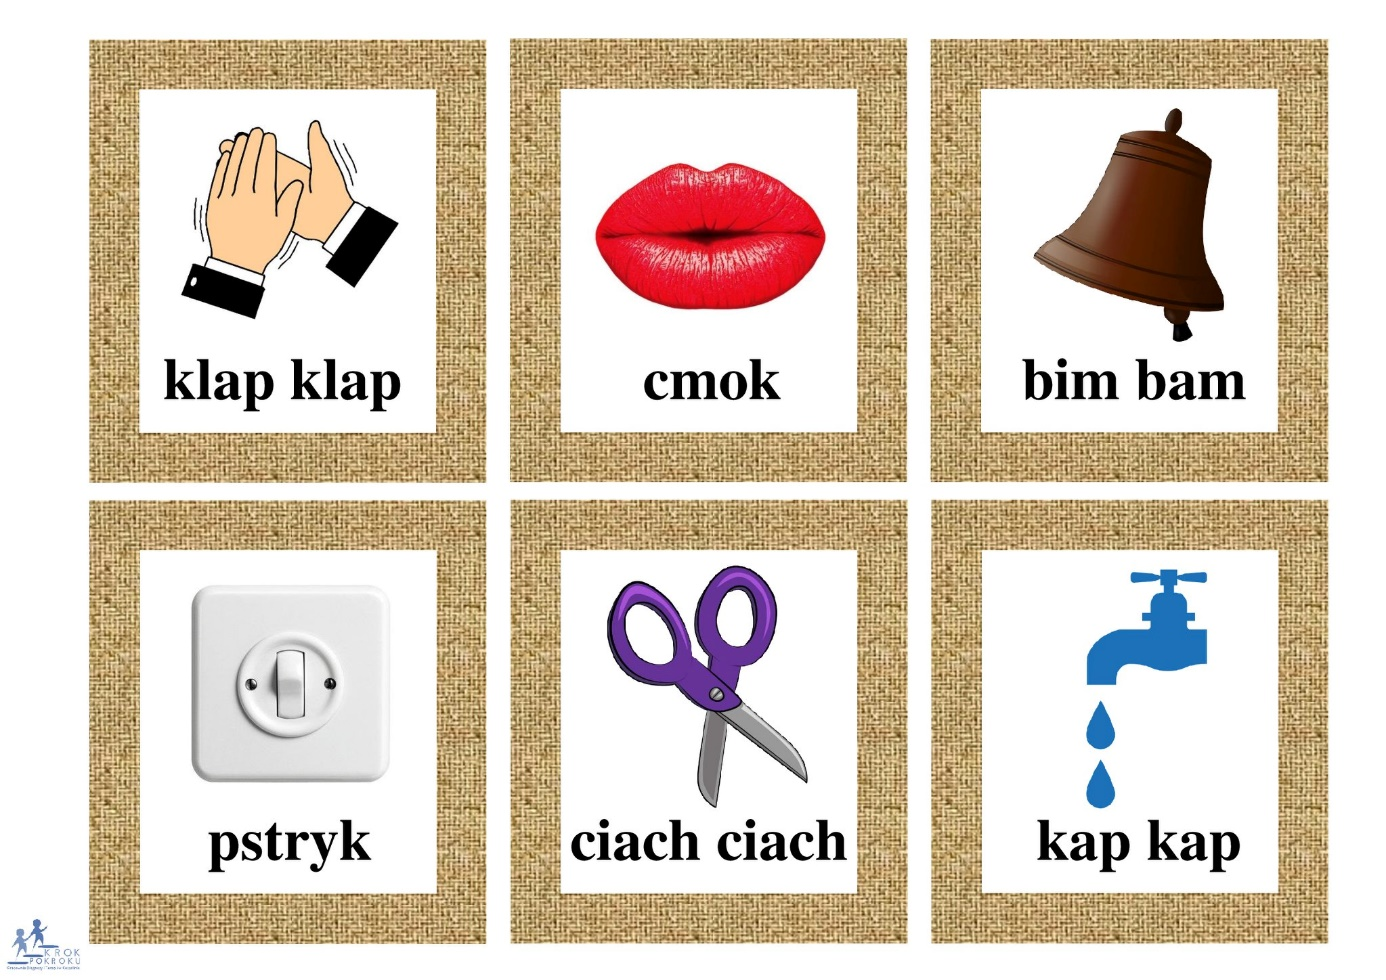 klap klap
cmok
bim bam
pstryk
ciach ciach
kap kap
KROK
POKROKU